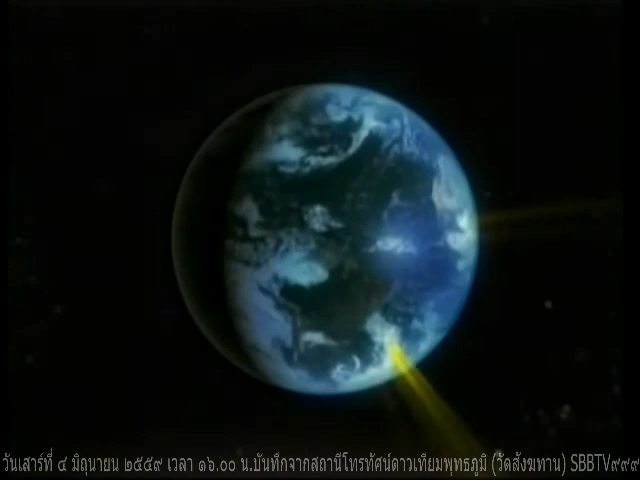 วันเสาร์ที่ ๔ มิถุนายน ๒๕๕๙ เวลา ๑๖.๐๐ น.บันทึกจากสถานีโทรทัศน์ดาวเทียมพุทธภูมิ (วัดสังฆทาน) SBBTV๙๙๙